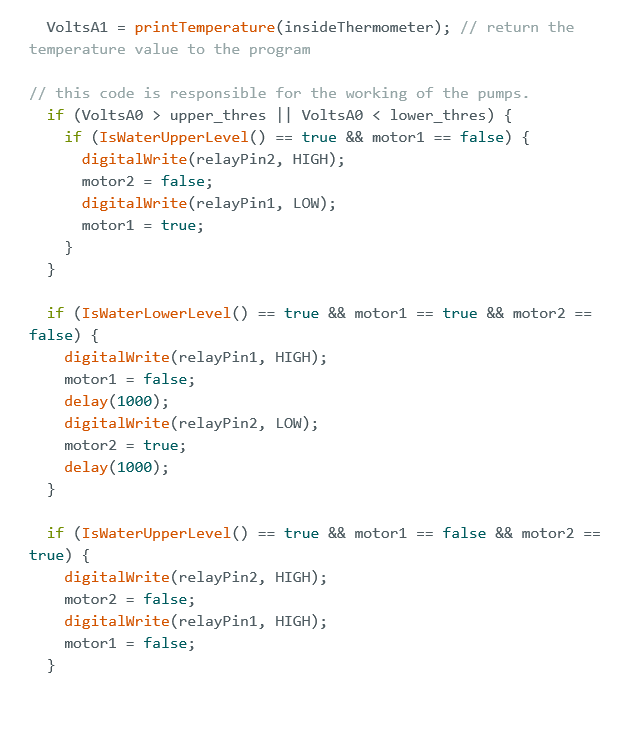 VoltsA1 = printTemperature(insideThermometer); // return the
temperature value to the program
// this code is responsible for the working of the pumps.
if (VoltsA0 > upper_thres || VoltsA0 < lower_thres) {
if (IsWaterUpperLevel() == true && motor1 == false) {
digitalWrite(relayPin2, HIGH);
motor2 = false;
digitalWrite(relayPin1, LOW);
motor1 = true;
}
}
if (IsWaterLowerLevel() == true && motor1 == true && motor2 ==
false) {
digitalWrite(relayPin1, HIGH);
motor1 = false;
delay(1000);
digitalWrite(relayPin2, LOW);
motor2 = true;
delay(1000);
}
if (IsWaterUpperLevel() == true && motor1 == false && motor2 ==
true) {
digitalWrite(relayPin2, HIGH);
motor2 = false;
digitalWrite(relayPin1, HIGH);
motor1 = false;
}